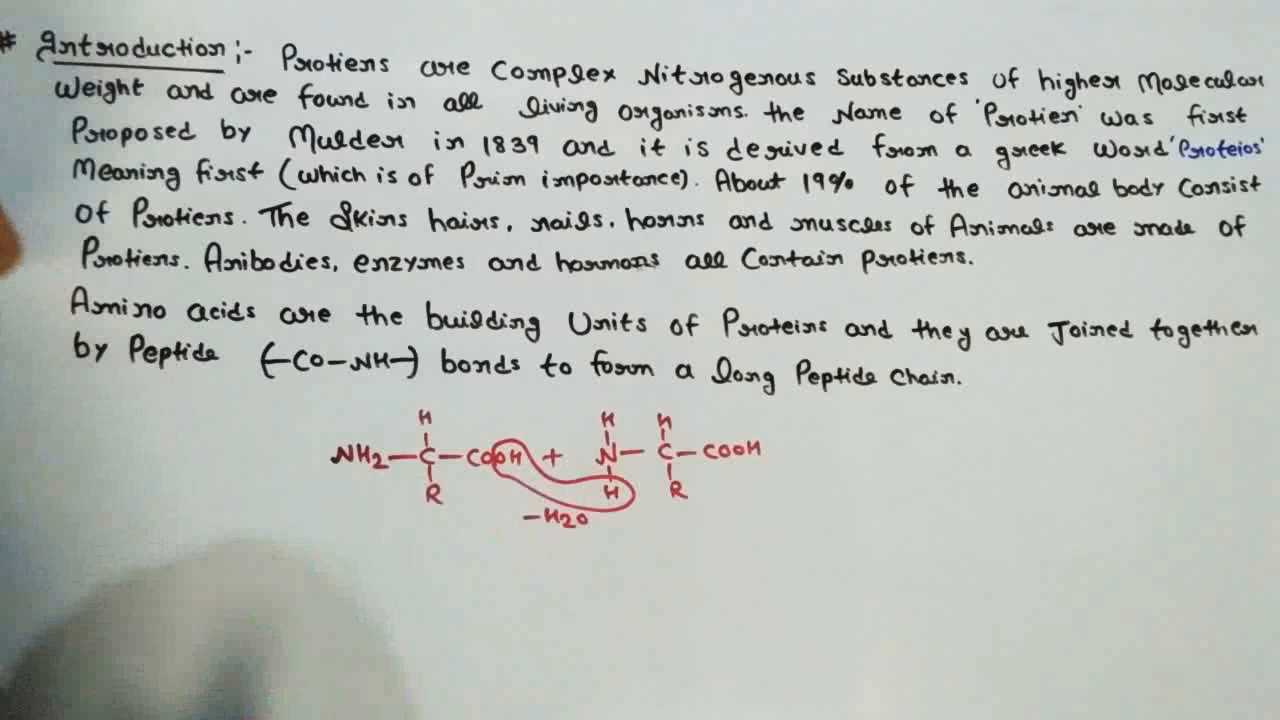 # Introduction :- Protiens are Complex Nitrogenous Substances of higher Molecular
Weight and are found in all living organisms. the Name of 'Protien' was first
Proposed by Mulder in 1839 and it is derived from a greek word 'Proteios'
Meaning first (which is of Prim importance). About 19% of the animal body Consist
of Protiens. The Skins hairs, nails, horns and muscles of Animals are made of
Protiens. Anibodies, enzymes and harmons all Contain protiens.
Amino acids are the building Units of Proteins and they are Joined together
by Peptide (-CO-NH-) bonds to form a long Peptide Chain.
H H H
NH2-C-COOH + N-C-COOH
R H R
-H2O